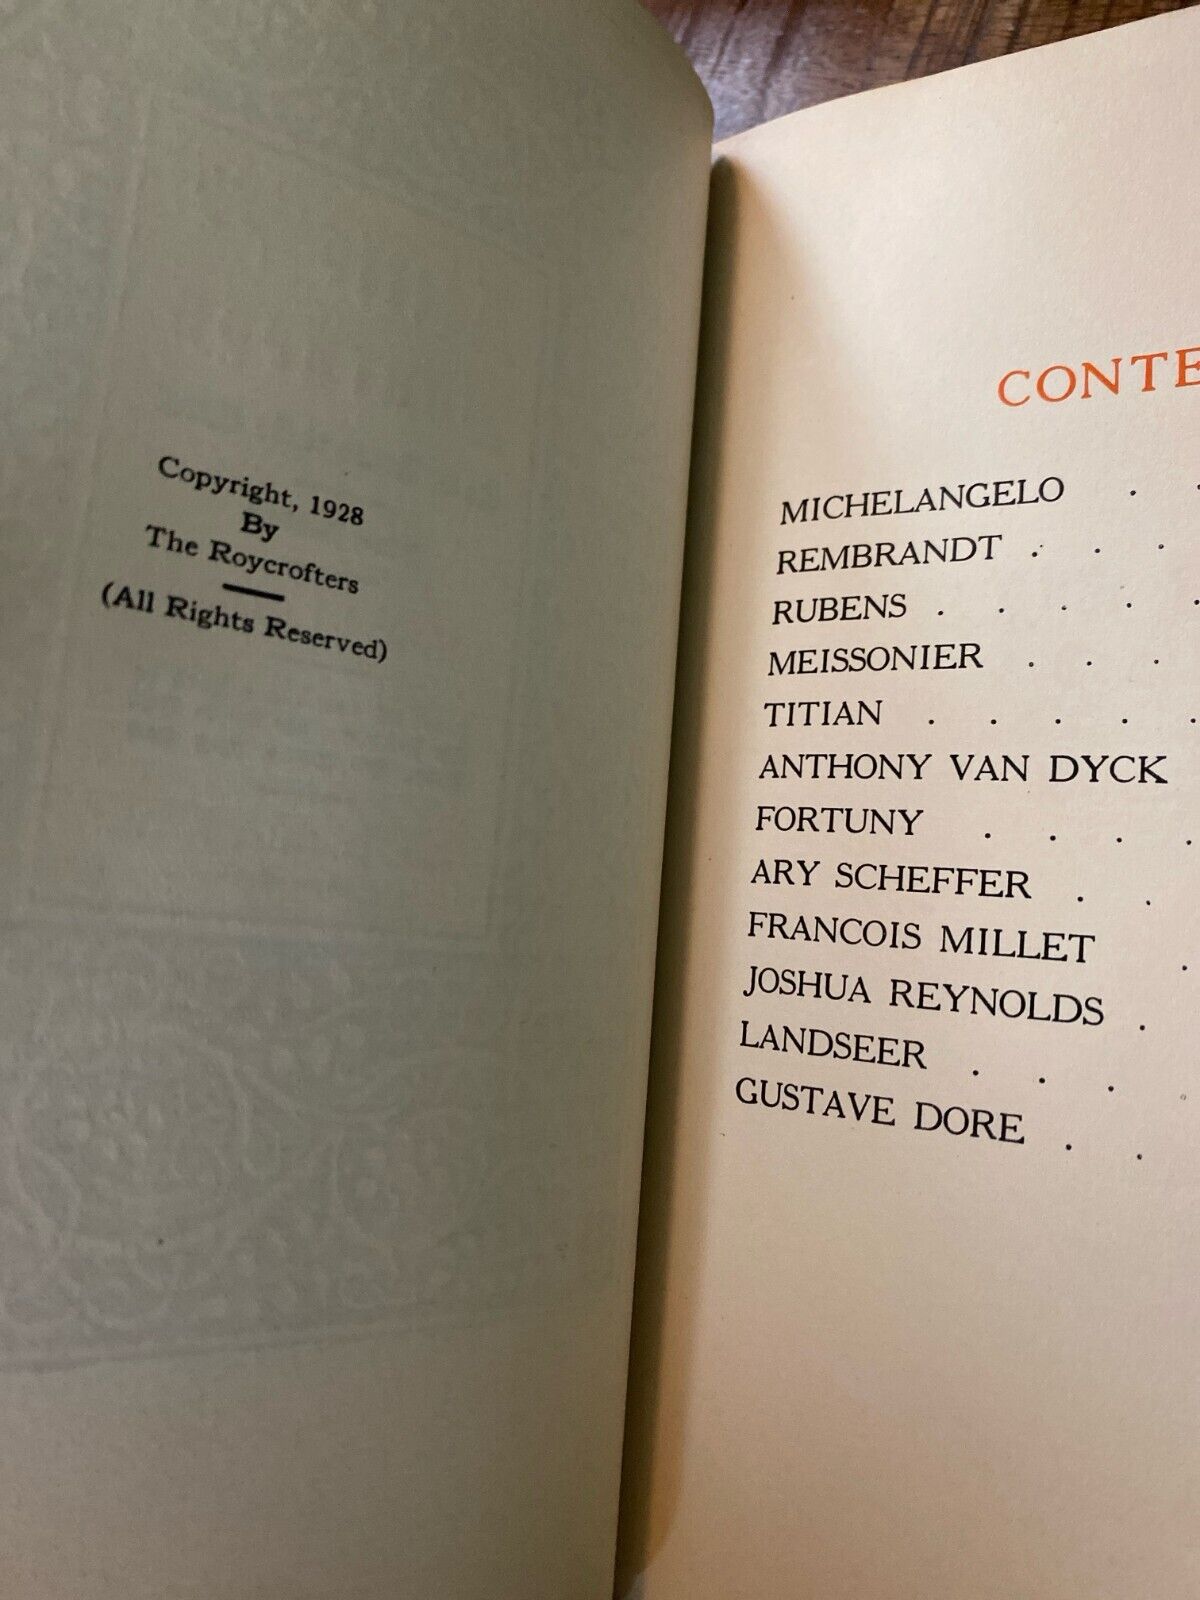 Copyright, 1928
By
The Roycrofters
(All Rights Reserved)
CONTE
MICHELANGELO . .
REMBRANDT . . .
RUBENS . . . . .
MEISSONIER . . .
TITIAN . . . . .
ANTHONY VAN DYCK
FORTUNY . . . .
ARY SCHEFFER . .
FRANCOIS MILLET .
JOSHUA REYNOLDS .
LANDSEER . . . .
GUSTAVE DORE . .